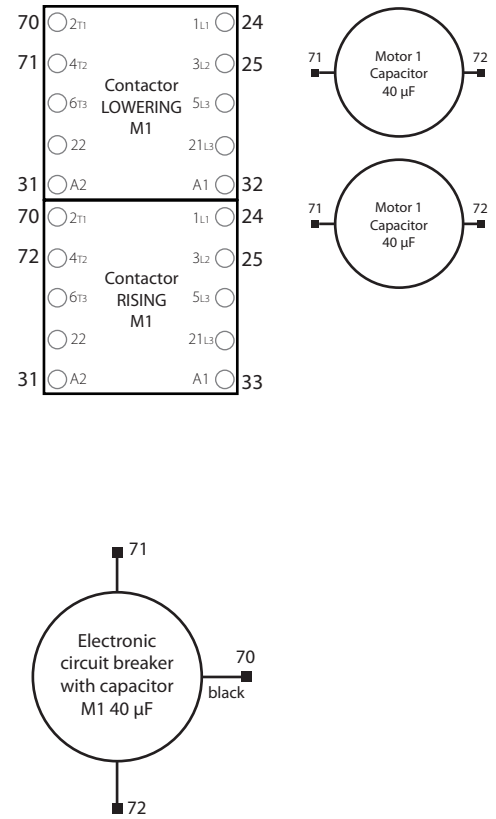 70 2T1 1L1 24
71 4T2 3L2 25
6T3 5L3
22 21L3
31 A2 A1 32
Contactor
LOWERING
M1
70 2T1 1L1 24
72 4T2 3L2 25
6T3 5L3
22 21L3
31 A2 A1 33
Contactor
RISING
M1
71 72
Motor 1
Capacitor
40 µF
71 72
Motor 1
Capacitor
40 µF
71
Electronic
circuit breaker
with capacitor
M1 40 µF
70
black
72